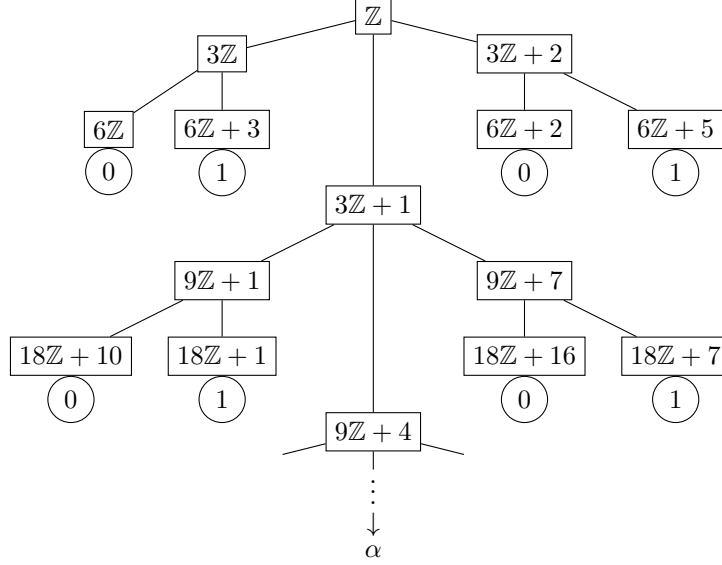 ℤ
3ℤ 3ℤ + 2
6ℤ 6ℤ + 3 6ℤ + 2 6ℤ + 5
0 1 0 1
3ℤ + 1
9ℤ + 1 9ℤ + 7
18ℤ + 10 18ℤ + 1 18ℤ + 16 18ℤ + 7
0 1 0 1
9ℤ + 4
⋮
α